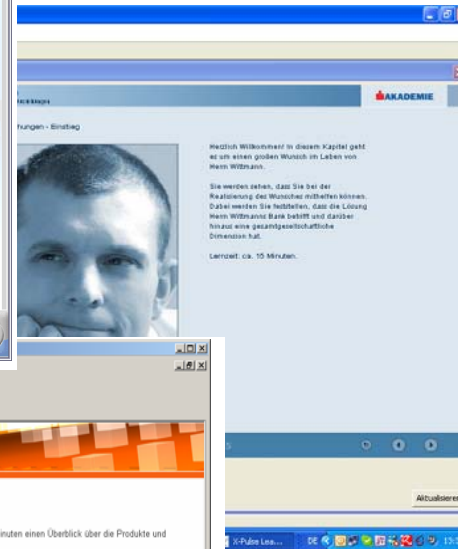 AKADEMIE
hungen - Einstieg
Herzlich Willkommen! In diesem Kapitel geht
es um einen großen Wunsch im Leben von
Herrn Wittmann.
Sie werden sehen, dass Sie bei der
Realisierung des Wunsches mithelfen können.
Dabei werden Sie feststellen, dass die Lösung
Herrn Wittmanns Bank betrifft und darüber
hinaus eine gesamtgesellschaftliche
Dimension hat.
Lernzeit: ca. 15 Minuten.
Aktualisieren
inuten einen Überblick über die Produkte und
X-Pulse Lea... DE